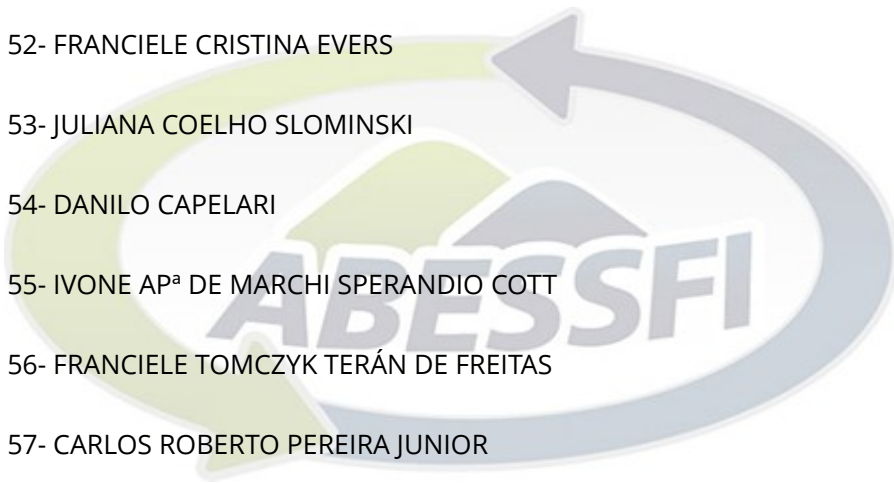 52- FRANCIELE CRISTINA EVERS
53- JULIANA COELHO SLOMINSKI
54- DANILO CAPELARI
ABESSFI
55- IVONE APª DE MARCHI SPERANDIO COTT
56- FRANCIELE TOMCZYK TERÁN DE FREITAS
57- CARLOS ROBERTO PEREIRA JUNIOR